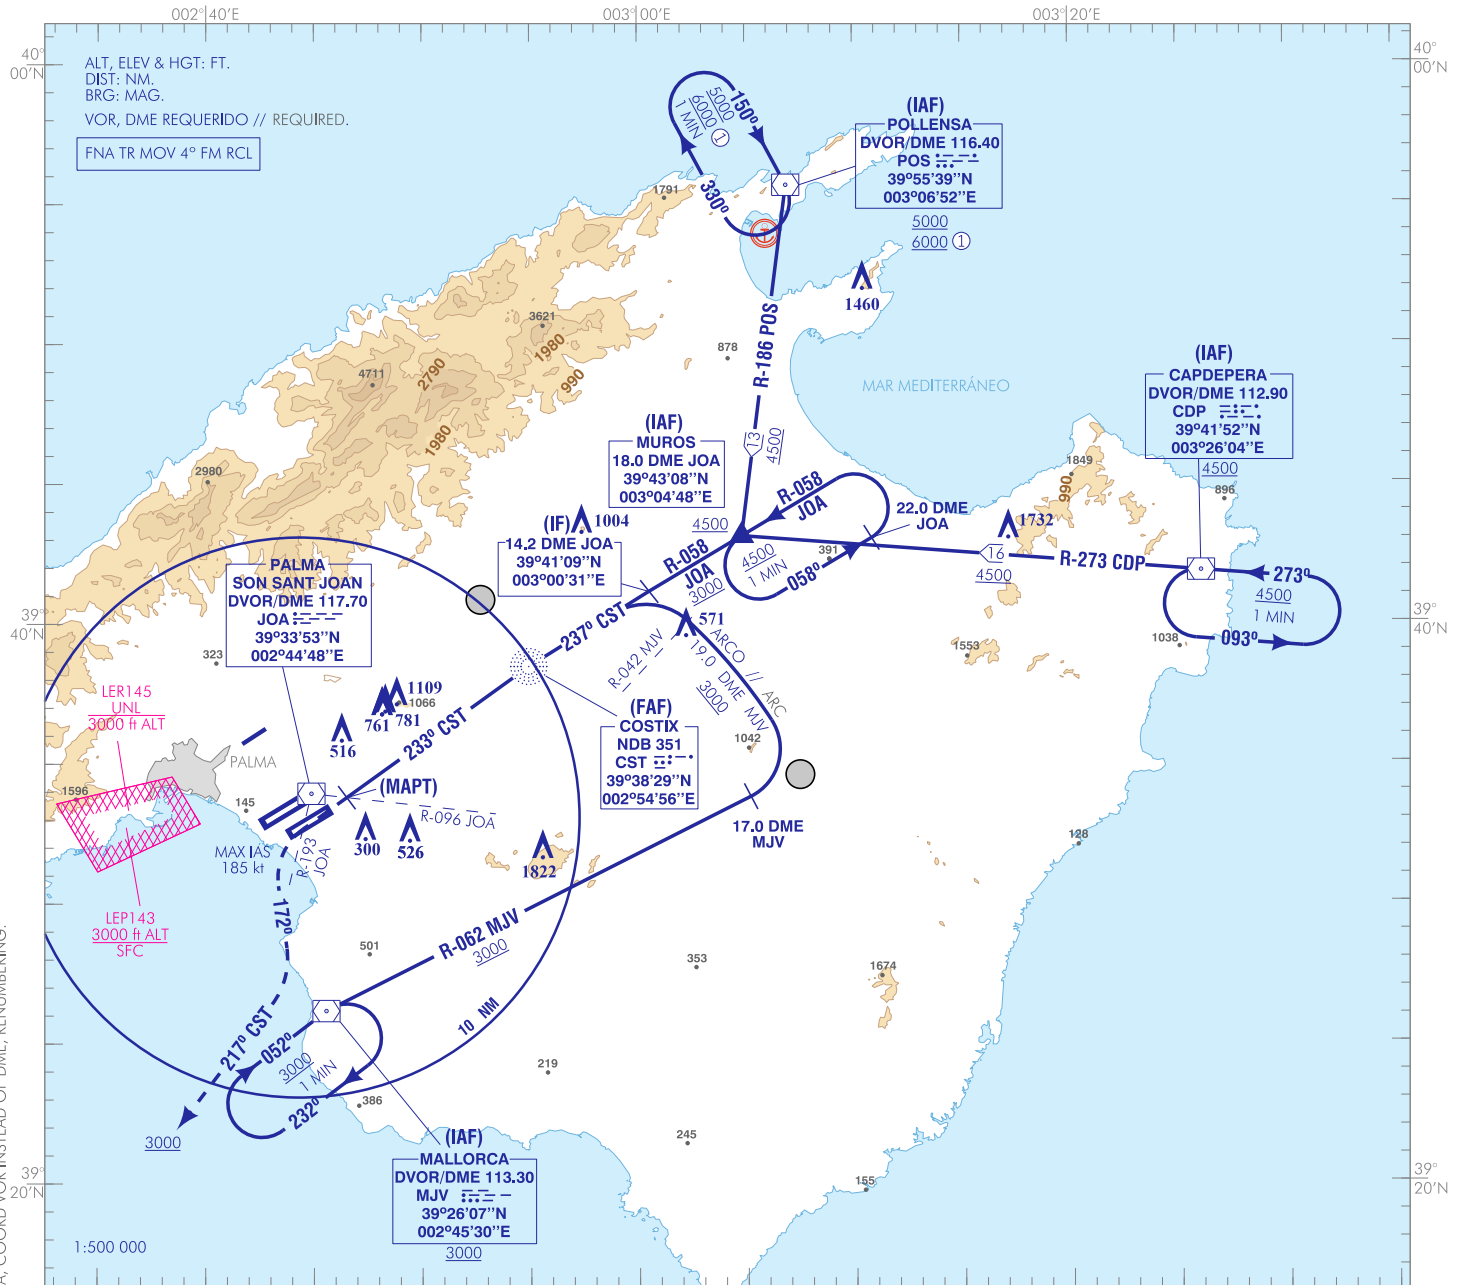 002°40'E
003°00'E
003°20'E
40°
00'N
40°
00'N
ALT, ELEV & HGT: FT.
DIST: NM.
BRG: MAG.
VOR, DME REQUERIDO // REQUIRED.
FNA TR MOV 4° FM RCL
5000
6000 ①
1 MIN
150°
330°
(IAF)
POLLENSA
DVOR/DME 116.40
POS
39°55'39''N
003°06'52''E
5000
6000 ①
1791
1460
3621
1980
990
2790
4711
1980
878
R-186 POS
13
4500
MAR MEDITERRÁNEO
(IAF)
CAPDEPERA
DVOR/DME 112.90
CDP
39°41'52''N
003°26'04''E
4500
(IAF)
MUROS
18.0 DME JOA
39°43'08''N
003°04'48''E
4500
2980
1849
990
896
R-058
JOA
22.0 DME
JOA
1732
1004
(IF)
14.2 DME JOA
39°41'09''N
003°00'31''E
R-058
JOA
3000
4500
1 MIN
391
058°
16
4500
R-273 CDP
273°
4500
1 MIN
093°
1038
1553
PALMA
SON SANT JOAN
DVOR/DME 117.70
JOA
39°33'53''N
002°44'48''E
39°
40'N
39°
40'N
323
237° CST
571
R-042 MJV
ARCO // ARC
19.0 DME MJV
3000
LER145
UNL
3000 ft ALT
1109
1066
761
781
516
233° CST
(FAF)
COSTIX
NDB 351
CST
39°38'29''N
002°54'56''E
1042
PALMA
(MAPT)
1596
145
R-096 JOA
17.0 DME
MJV
128
MAX IAS
185 kt
R-193
JOA
300
526
1822
LEP143
3000 ft ALT
SFC
172°
501
R-062 MJV
3000
353
1674
10 NM
217° CST
052°
3000
1 MIN
232°
219
386
3000
245
155
(IAF)
MALLORCA
DVOR/DME 113.30
MJV
39°26'07''N
002°45'30''E
3000
39°
20'N
39°
20'N
1:500 000
A, COORD VOR INSTEAD OF DME, RENUMBERING.